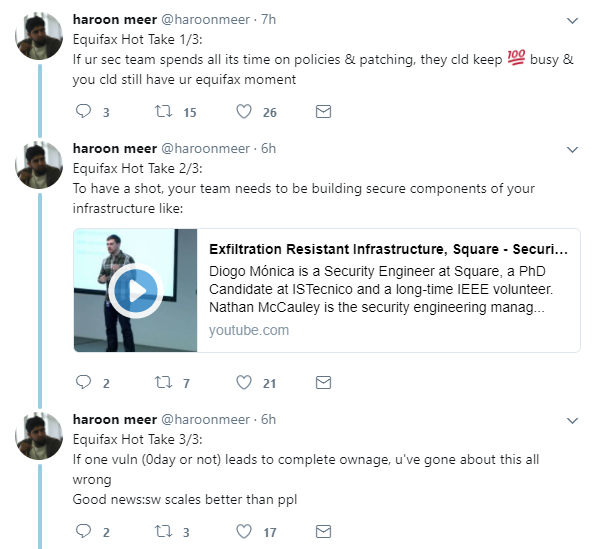 haroon meer @haroonmeer · 7h
Equifax Hot Take 1/3:
If ur sec team spends all its time on policies & patching, they cld keep 💯 busy &
you cld still have ur equifax moment
3 15 26
haroon meer @haroonmeer · 6h
Equifax Hot Take 2/3:
To have a shot, your team needs to be building secure components of your
infrastructure like:
Exfiltration Resistant Infrastructure, Square - Securi...
Diogo Mónica is a Security Engineer at Square, a PhD
Candidate at ISTecnico and a long-time IEEE volunteer.
Nathan McCauley is the security engineering manag...
youtube.com
2 7 21
haroon meer @haroonmeer · 6h
Equifax Hot Take 3/3:
If one vuln (0day or not) leads to complete ownage, u've gone about this all
wrong
Good news:sw scales better than ppl
2 3 17